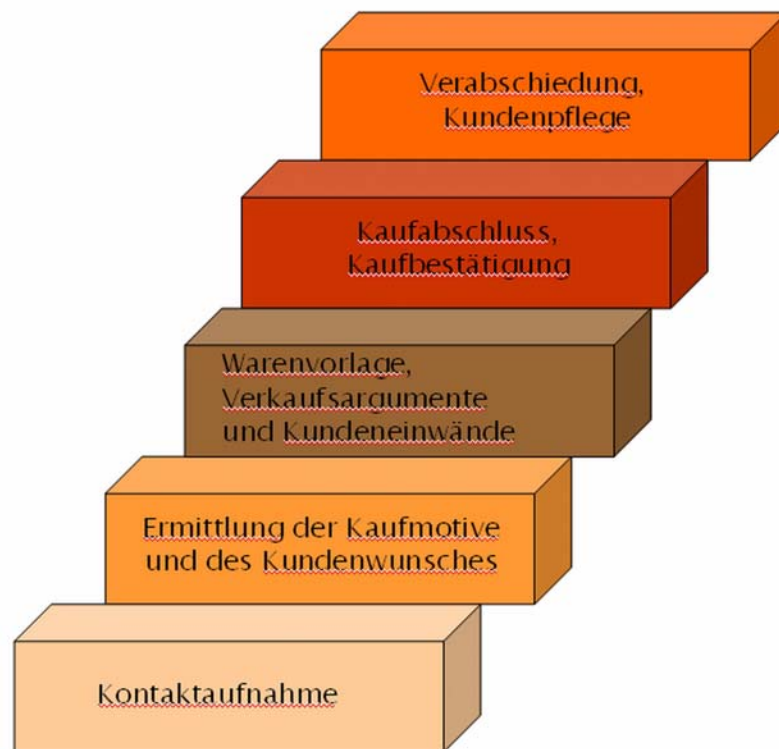 Verabschiedung,
Kundenpflege
Kaufabschluss,
Kaufbestätigung
Warenvorlage,
Verkaufsargumente
und Kundeneinwände
Ermittlung der Kaufmotive
und des Kundenwunsches
Kontaktaufnahme